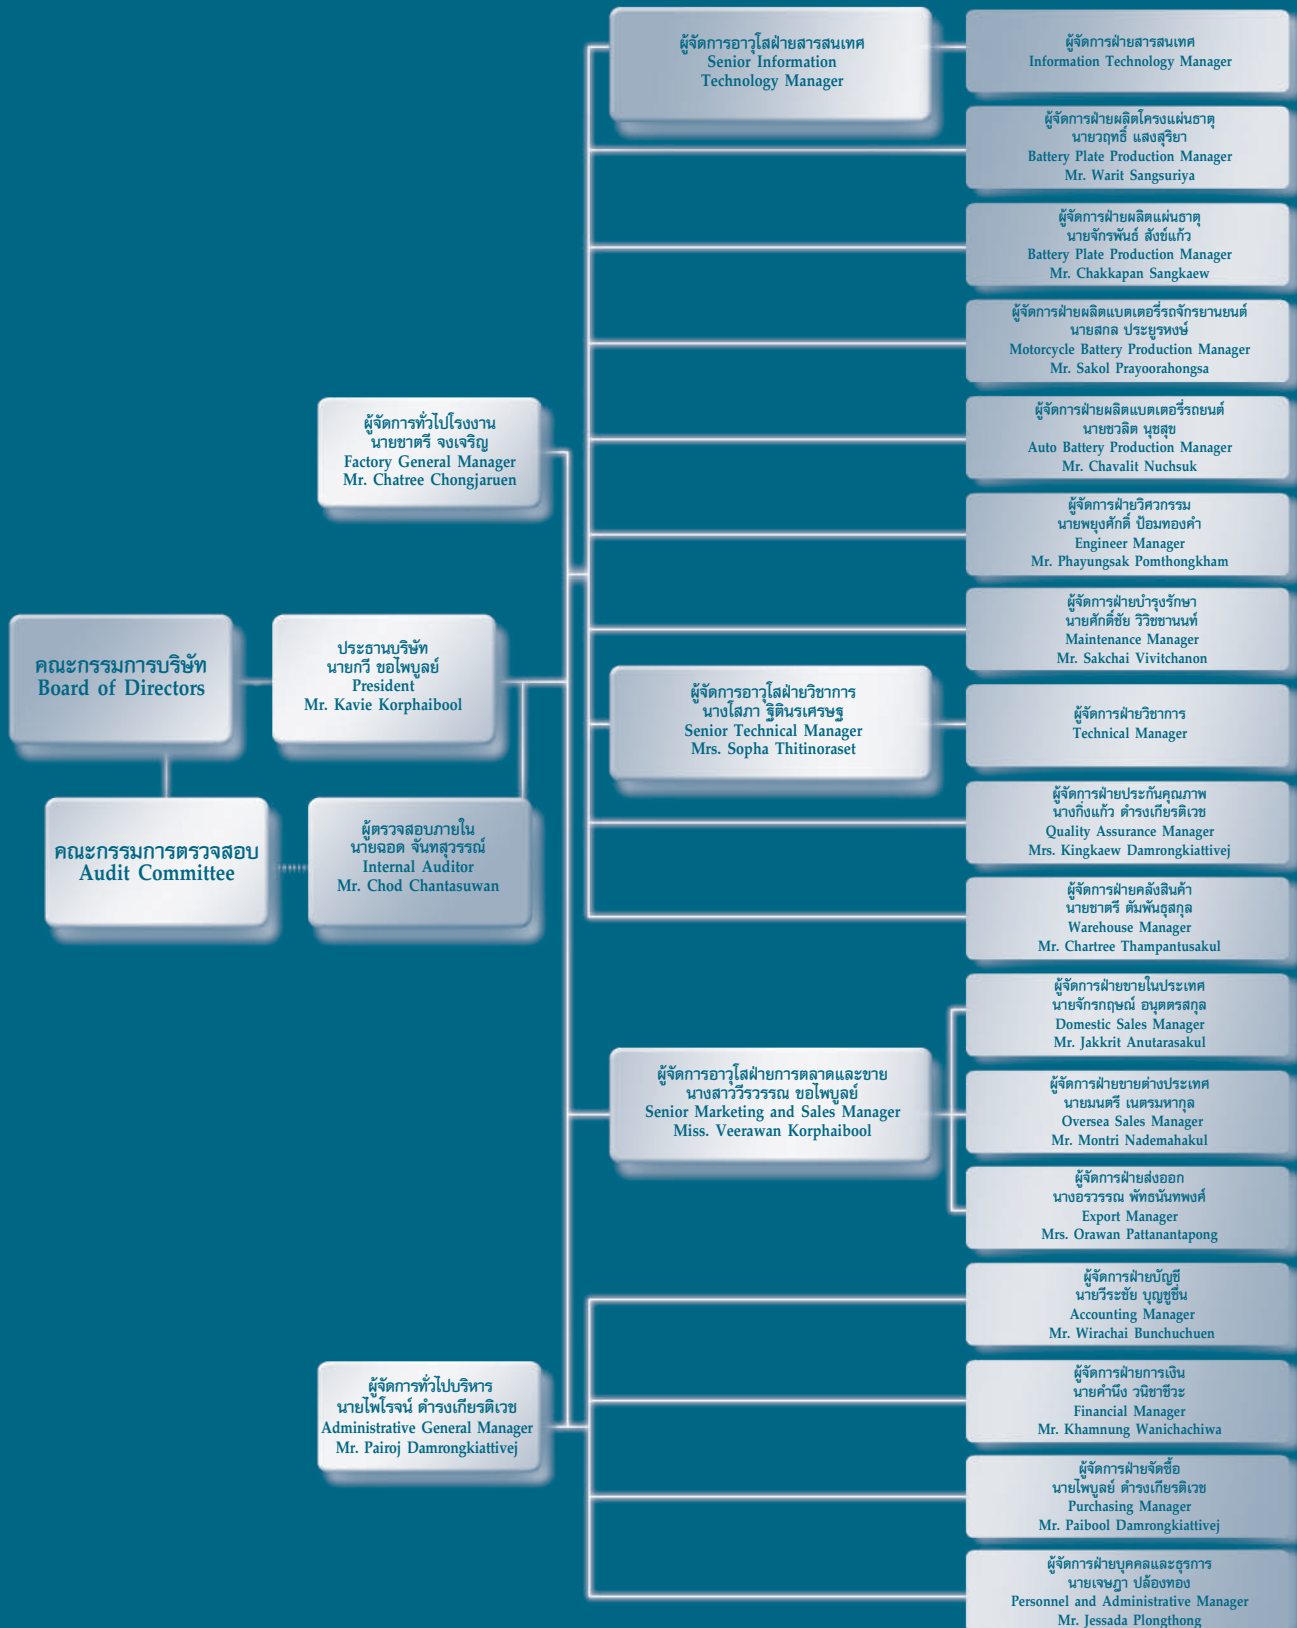 ผู้จัดการอาวุโสฝ่ายสารสนเทศ
Senior Information
Technology Manager
ผู้จัดการฝ่ายสารสนเทศ
Information Technology Manager
ผู้จัดการฝ่ายผลิตโครงแผ่นธาตุ
นายวฤทธิ์ แสงสุริยา
Battery Plate Production Manager
Mr. Warit Sangsuriya
ผู้จัดการฝ่ายผลิตแผ่นธาตุ
นายจักรพันธ์ สังข์แก้ว
Battery Plate Production Manager
Mr. Chakkapan Sangkaew
ผู้จัดการฝ่ายผลิตแบตเตอรี่รถจักรยานยนต์
นายสกล ประยูรหงษ์
Motorcycle Battery Production Manager
Mr. Sakol Prayoorahongsa
ผู้จัดการทั่วไปโรงงาน
นายชาตรี จงเจริญ
Factory General Manager
Mr. Chatree Chongjaruen
ผู้จัดการฝ่ายผลิตแบตเตอรี่รถยนต์
นายชวลิต นุชสุข
Auto Battery Production Manager
Mr. Chavalit Nuchsuk
ผู้จัดการฝ่ายวิศวกรรม
นายพยุงศักดิ์ ป้อมทองคำ
Engineer Manager
Mr. Phayungsak Pomthongkham
ผู้จัดการฝ่ายบำรุงรักษา
นายศักดิ์ชัย วิวิชชานนท์
Maintenance Manager
Mr. Sakchai Vivitchanon
คณะกรรมการบริษัท
Board of Directors
ประธานบริษัท
นายกวี ขอไพบูลย์
President
Mr. Kavie Korphaibool
ผู้จัดการอาวุโสฝ่ายวิชาการ
นางโสภา ฐิตินรเศรษฐ
Senior Technical Manager
Mrs. Sopha Thitinoraset
ผู้จัดการฝ่ายวิชาการ
Technical Manager
คณะกรรมการตรวจสอบ
Audit Committee
ผู้ตรวจสอบภายใน
นายฉอด จันทสุวรรณ์
Internal Auditor
Mr. Chod Chantasuwan
ผู้จัดการฝ่ายประกันคุณภาพ
นางกิ่งแก้ว ดำรงเกียรติเวช
Quality Assurance Manager
Mrs. Kingkaew Damrongkiattivej
ผู้จัดการฝ่ายคลังสินค้า
นายชาตรี ตัมพันธุสกุล
Warehouse Manager
Mr. Chartree Thampantusakul
ผู้จัดการอาวุโสฝ่ายการตลาดและขาย
นางสาววีรวรรณ ขอไพบูลย์
Senior Marketing and Sales Manager
Miss. Veerawan Korphaibool
ผู้จัดการฝ่ายขายในประเทศ
นายจักรกฤษณ์ อนุตตรสกุล
Domestic Sales Manager
Mr. Jakkrit Anutarasakul
ผู้จัดการฝ่ายขายต่างประเทศ
นายมนตรี เนตรมหากุล
Oversea Sales Manager
Mr. Montri Nademahakul
ผู้จัดการฝ่ายส่งออก
นางอรวรรณ พัทธนันทพงศ์
Export Manager
Mrs. Orawan Pattanantapong
ผู้จัดการทั่วไปบริหาร
นายไพโรจน์ ดำรงเกียรติเวช
Administrative General Manager
Mr. Pairoj Damrongkiattivej
ผู้จัดการฝ่ายบัญชี
นายวีระชัย บุญชูชื่น
Accounting Manager
Mr. Wirachai Bunchuchuen
ผู้จัดการฝ่ายการเงิน
นายคำนึง วนิชาชีวะ
Financial Manager
Mr. Khamnung Wanichachiwa
ผู้จัดการฝ่ายจัดซื้อ
นายไพบูลย์ ดำรงเกียรติเวช
Purchasing Manager
Mr. Paibool Damrongkiattivej
ผู้จัดการฝ่ายบุคคลและธุรการ
นายเจษฎา ปล้องทอง
Personnel and Administrative Manager
Mr. Jessada Plongthong